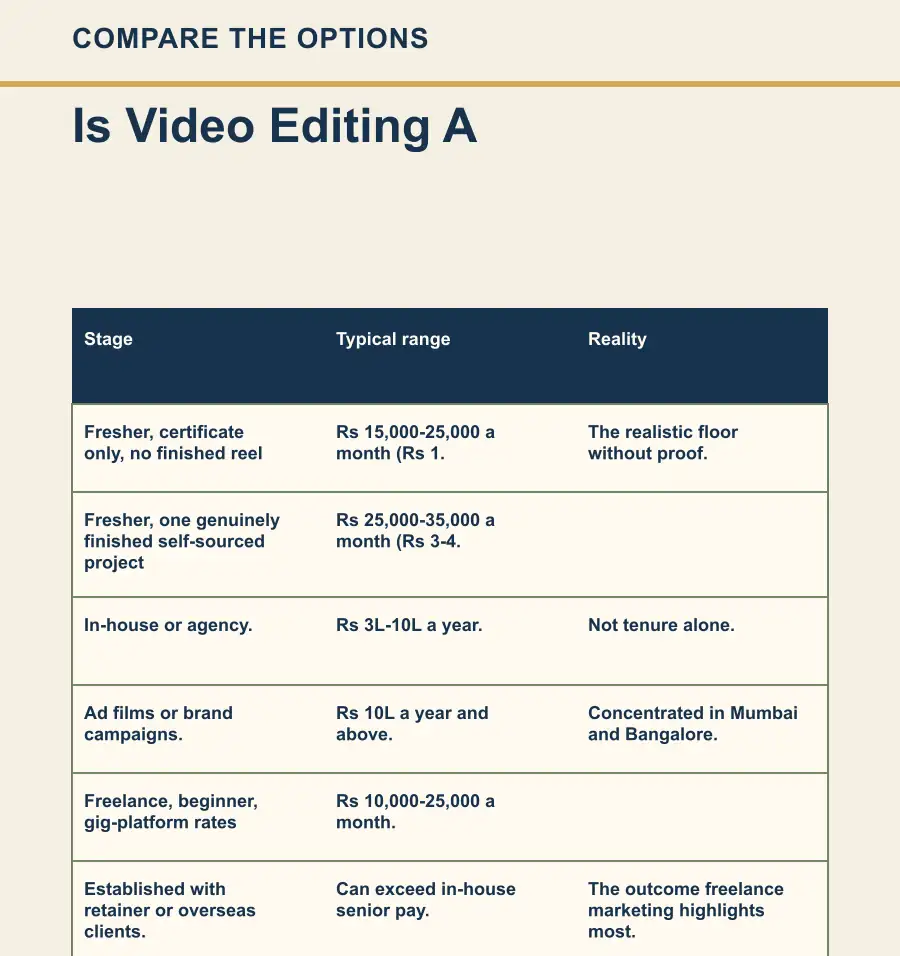 COMPARE THE OPTIONS
Is Video Editing A
Stage
Typical range
Reality
Fresher, certificate
only, no finished reel
Rs 15,000-25,000 a
month (Rs 1.
The realistic floor
without proof.
Fresher, one genuinely
finished self-sourced
project
Rs 25,000-35,000 a
month (Rs 3-4.
In-house or agency.
Rs 3L-10L a year.
Not tenure alone.
Ad films or brand
campaigns.
Rs 10L a year and
above.
Concentrated in Mumbai
and Bangalore.
Freelance, beginner,
gig-platform rates
Rs 10,000-25,000 a
month.
Established with
retainer or overseas
clients.
Can exceed in-house
senior pay.
The outcome freelance
marketing highlights
most.